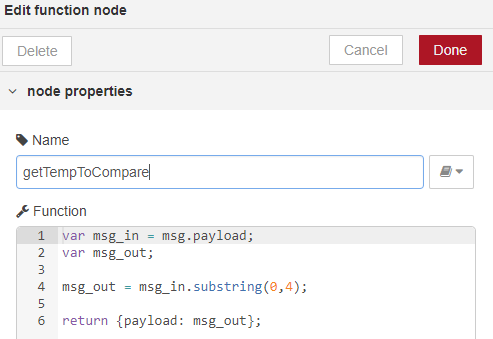 Edit function node
Delete
Cancel
Done
node properties
Name
getTempToCompare
Function
1 var msg_in = msg.payload;
2 var msg_out;
3
4 msg_out = msg_in.substring(0,4);
5
6 return {payload: msg_out};